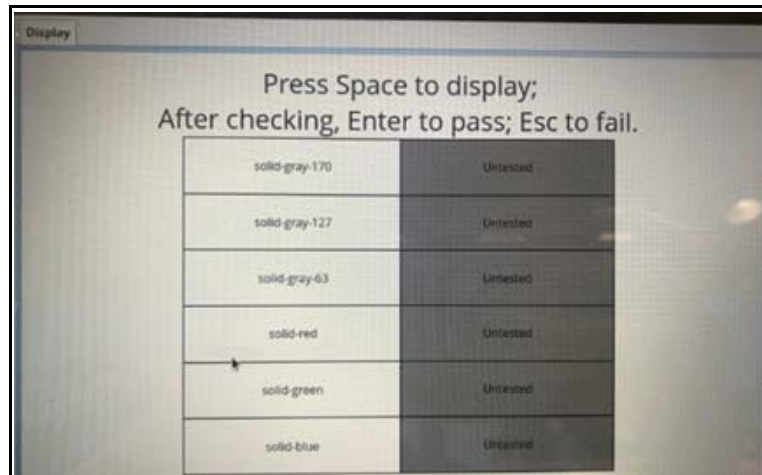 Display
Press Space to display;
After checking, Enter to pass; Esc to fail.
solid-gray-170 Untested
solid-gray-127 Untested
solid-gray-63 Untested
solid-red Untested
solid-green Untested
solid-blue Untested